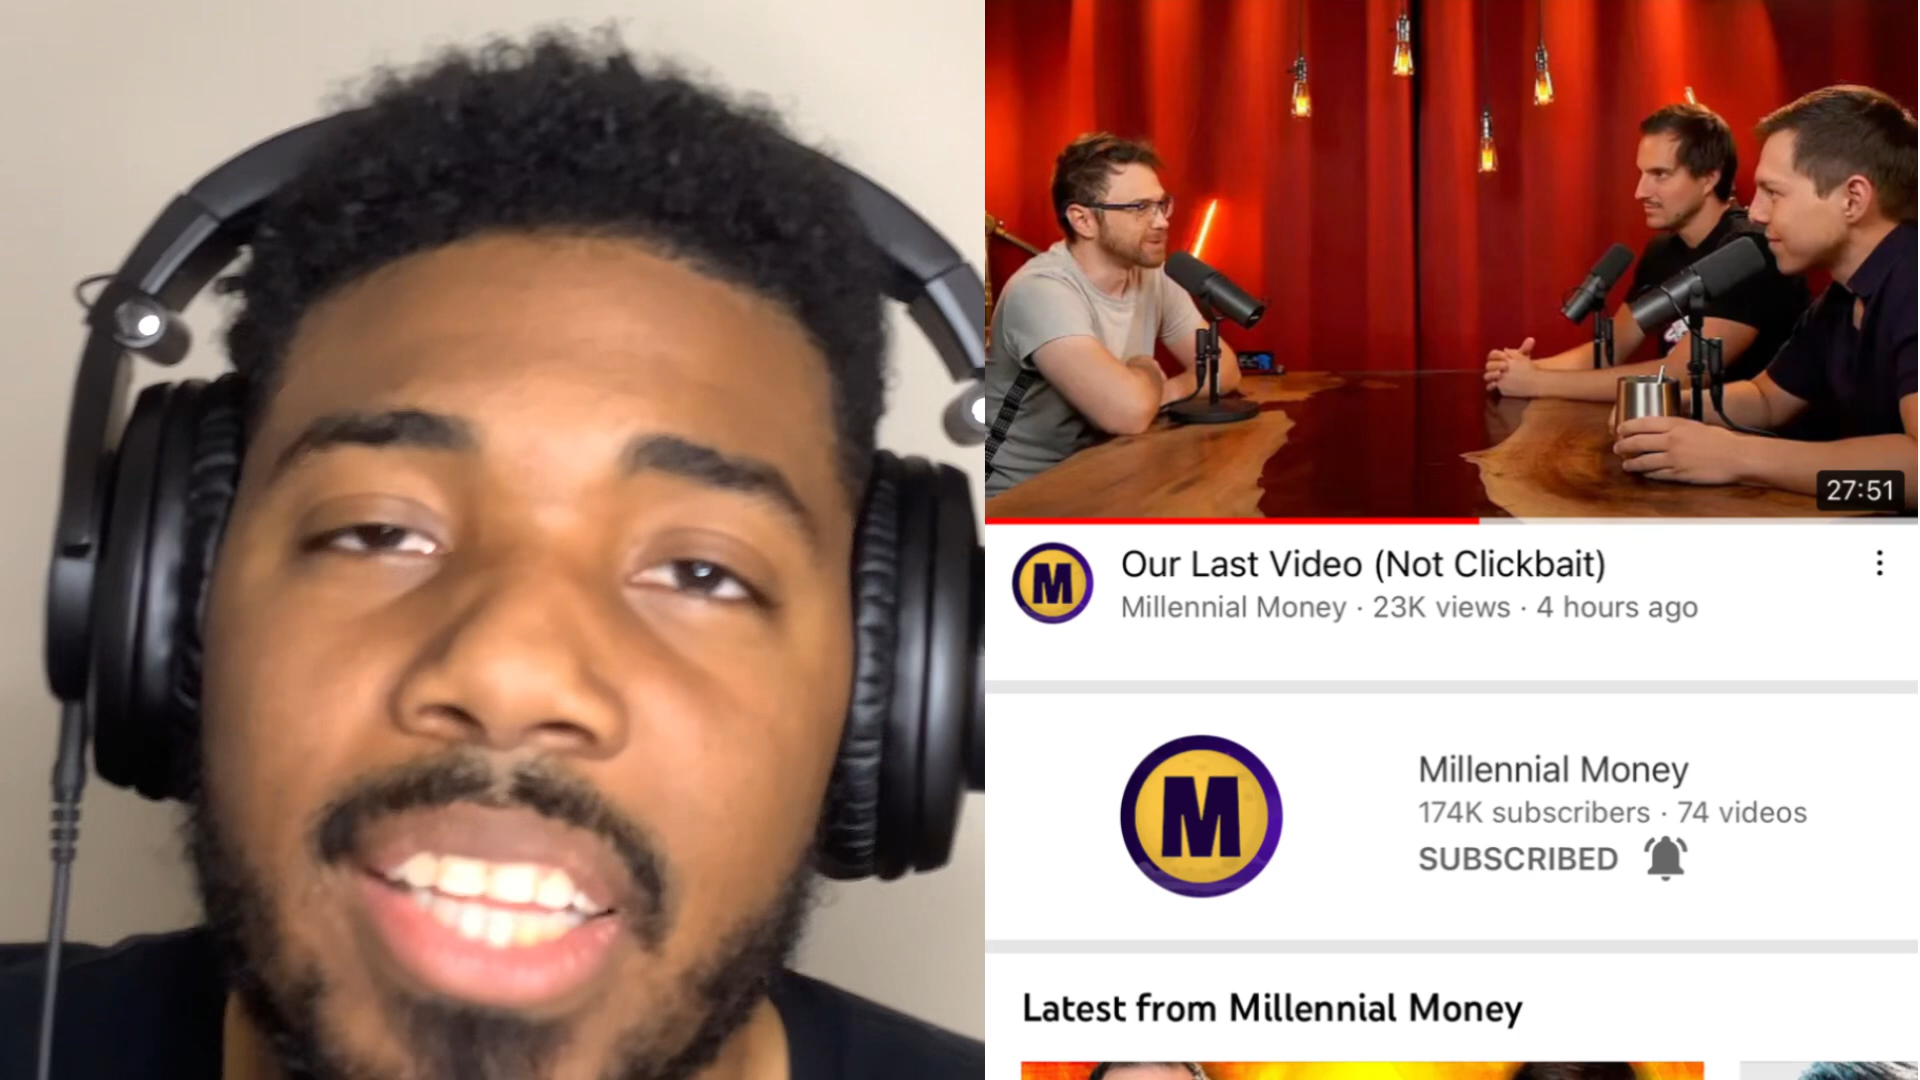 27:51
M
Our Last Video (Not Clickbait)
Millennial Money · 23K views · 4 hours ago
M
Millennial Money
174K subscribers · 74 videos
SUBSCRIBED
Latest from Millennial Money